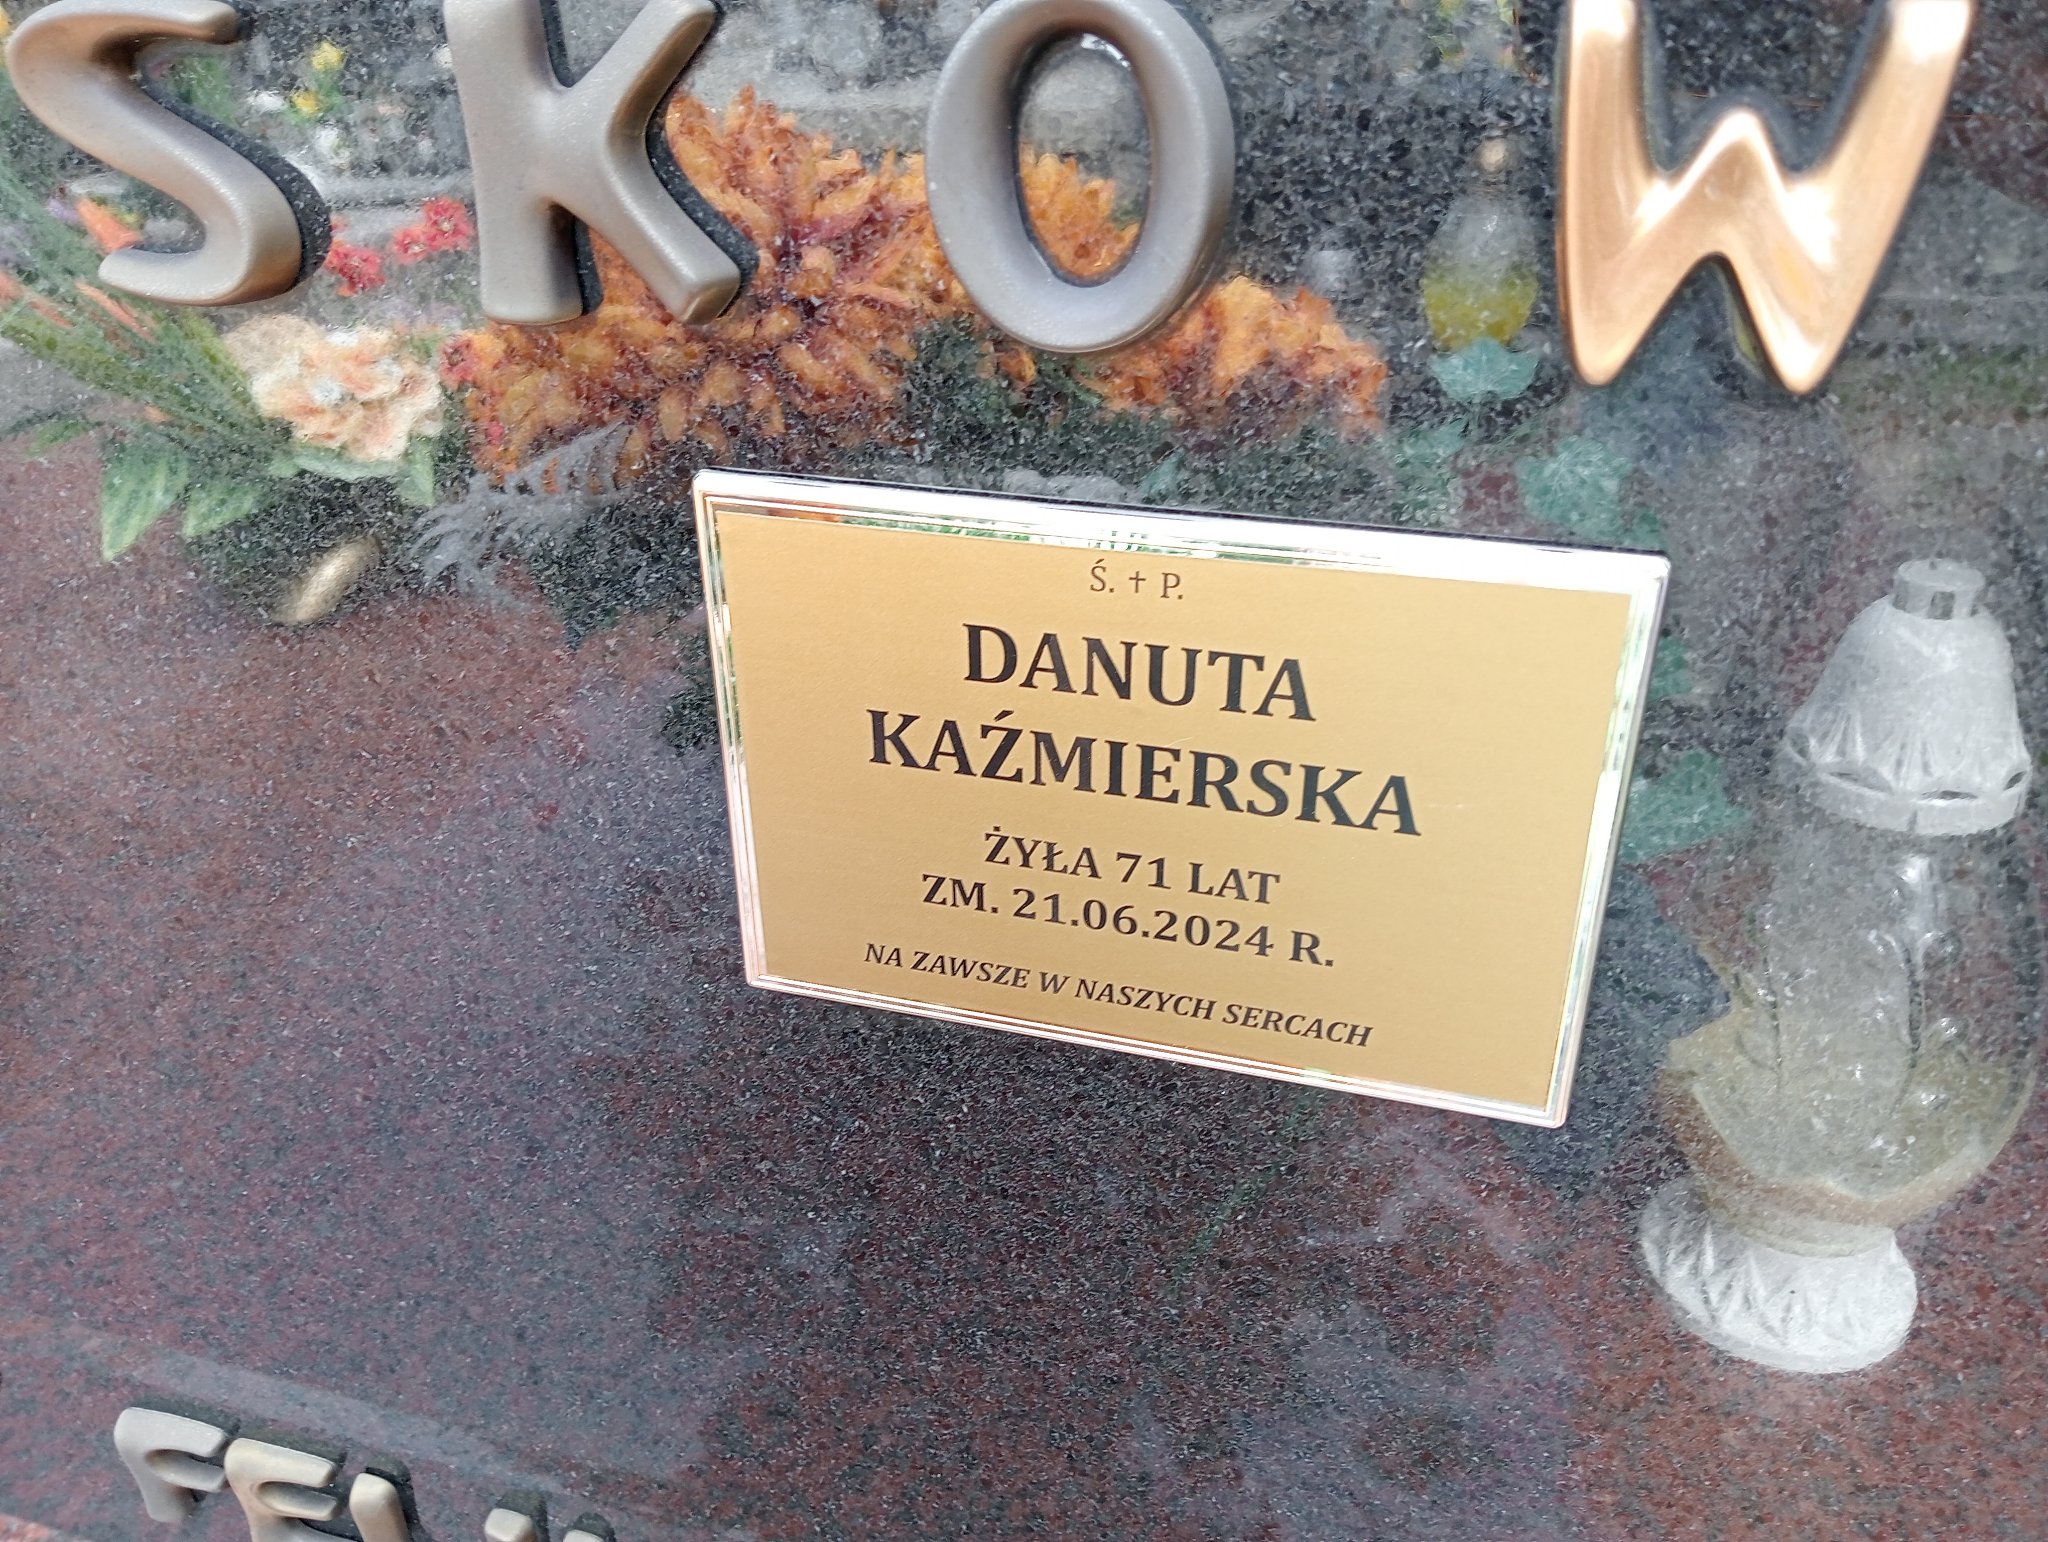 SKOW
Ś. † P.
DANUTA
KAŹMIERSKA
ŻYŁA 71 LAT
ZM. 21.06.2024 R.
NA ZAWSZE W NASZYCH SERCACH